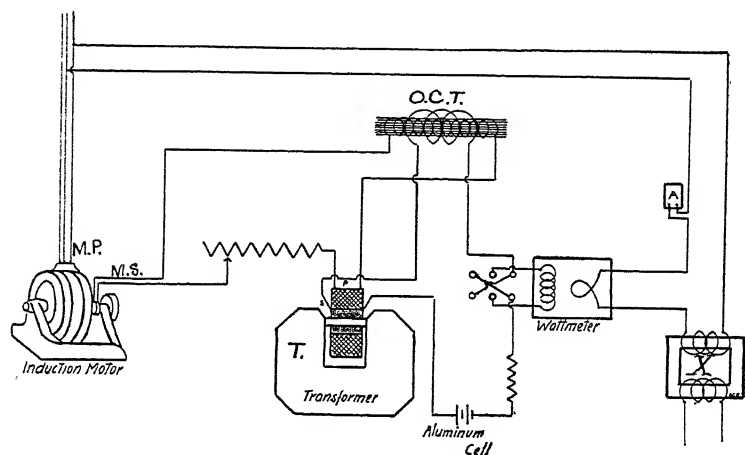 O.C.T.
A
M.P.
M.S.
P
S
Wattmeter
Induction Motor
T.
Transformer
X
Aluminum
Cell